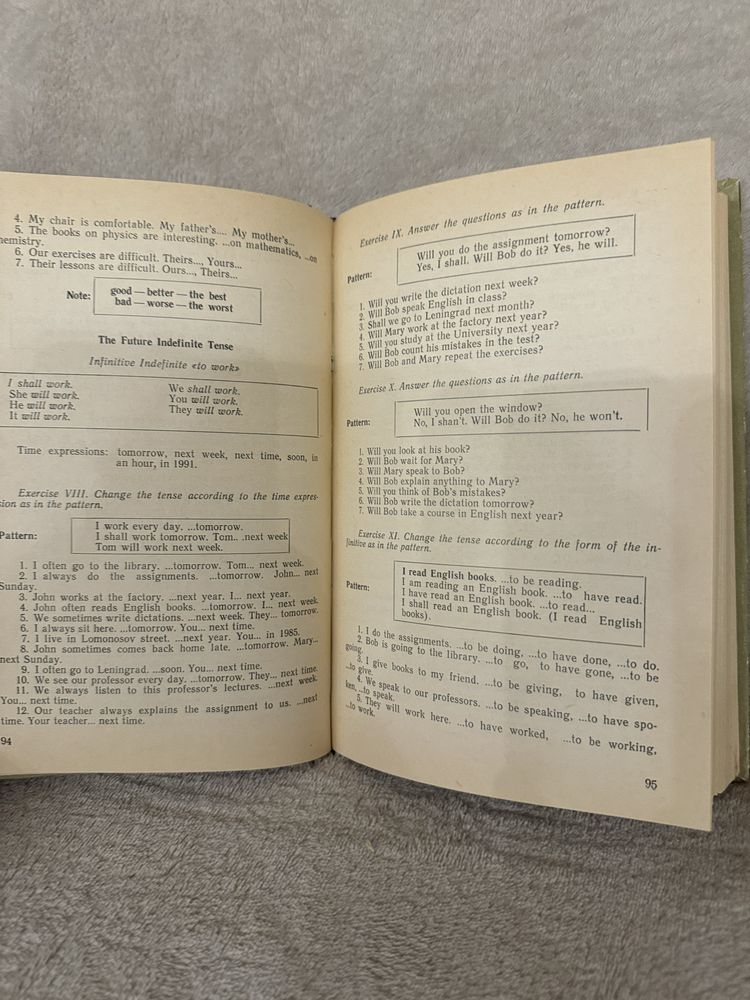 4. My chair is comfortable. My father's.... My mother's...
5. The books on physics are interesting. ...on mathematics, ...on
hemistry.
6. Our exercises are difficult. Theirs..., Yours...
7. Their lessons are difficult. Ours..., Theirs...
Note:
good — better — the best
bad — worse — the worst
The Future Indefinite Tense
Infinitive Indefinite «to work»
I shall work.
She will work.
He will work.
It will work.
We shall work.
You will work.
They will work.
Time expressions: tomorrow, next week, next time, soon, in
an hour, in 1991.
Exercise VIII. Change the tense according to the time expres-
sion as in the pattern.
Pattern:
I work every day. ...tomorrow.
I shall work tomorrow. Tom.. .next week
Tom will work next week.
1. I often go to the library. ...tomorrow. Tom... next week.
2. I always do the assignments. ...tomorrow. John... next
Sunday.
3. John works at the factory. ...next year. I... next year.
4. John often reads English books. ...tomorrow. I... next week.
5. We sometimes write dictations. ...next week. They... tomorrow.
6. I always sit here. ...tomorrow. You... next time.
7. I live in Lomonosov street. ...next year. You... in 1985.
8. John sometimes comes back home late. ...tomorrow. Mary...
next Sunday.
9. I often go to Leningrad. ...soon. You... next time.
10. We see our professor every day. ...tomorrow. They... next time.
11. We always listen to this professor's lectures. ...next week
You... next time.
12. Our teacher always explains the assignment to us. ...next
time. Your teacher... next time.
94
Exercise IX. Answer the questions as in the pattern.
Pattern:
Will you do the assignment tomorrow?
Yes, I shall. Will Bob do it? Yes, he will.
1. Will you write the dictation next week?
2. Will Bob speak English in class?
3. Shall we go to Leningrad next month?
4. Will Mary work at the factory next year?
5. Will you study at the University next year?
6. Will Bob count his mistakes in the test?
7. Will Bob and Mary repeat the exercises?
Exercise X. Answer the questions as in the pattern.
Pattern:
Will you open the window?
No, I shan't. Will Bob do it? No, he won't.
1. Will you look at his book?
2. Will Bob wait for Mary?
3. Will Mary speak to Bob?
4. Will Bob explain anything to Mary?
5. Will you think of Bob's mistakes?
6. Will Bob write the dictation tomorrow?
7. Will Bob take a course in English next year?
Exercise XI. Change the tense according to the form of the in-
finitive as in the pattern.
Pattern:
I read English books. ...to be reading.
I am reading an English book. ...to have read.
I have read an English book. ...to read...
I shall read an English book. (I read English
books).
1. I do the assignments. ...to be doing, ...to have done, ...to do.
2. Bob is going to the library. ...to go, to have gone, ...to be
going.
3. I give books to my friend. ...to be giving, to have given,
...to give.
4. We speak to our professors. ...to be speaking, ...to have spo-
ken, ...to speak.
5. They will work here. ...to have worked, ...to be working,
...to work.
95